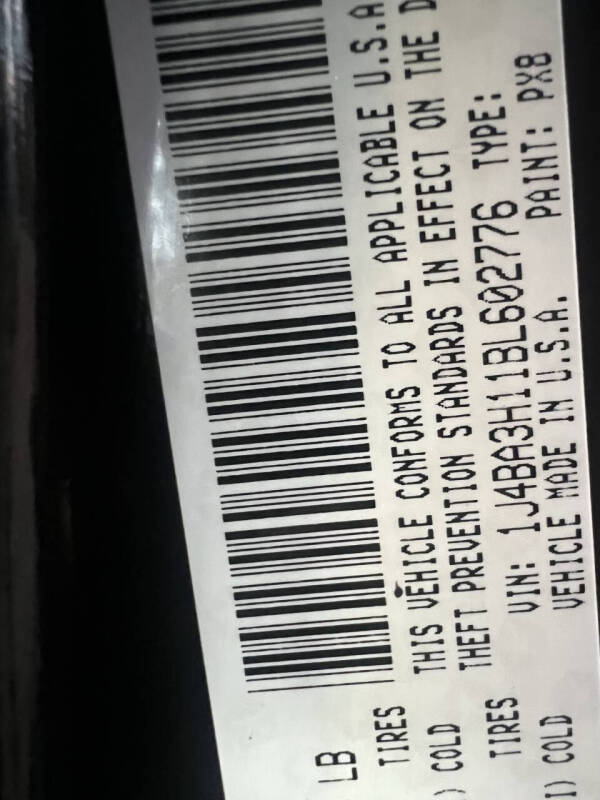 LB
TIRES
) COLD
TIRES
I) COLD
THIS VEHICLE CONFORMS TO ALL APPLICABLE U.S.A
THEFT PREVENTION STANDARDS IN EFFECT ON THE D
VIN: 1J4BA3H11BL602776 TYPE:
VEHICLE MADE IN U.S.A. PAINT: PX8